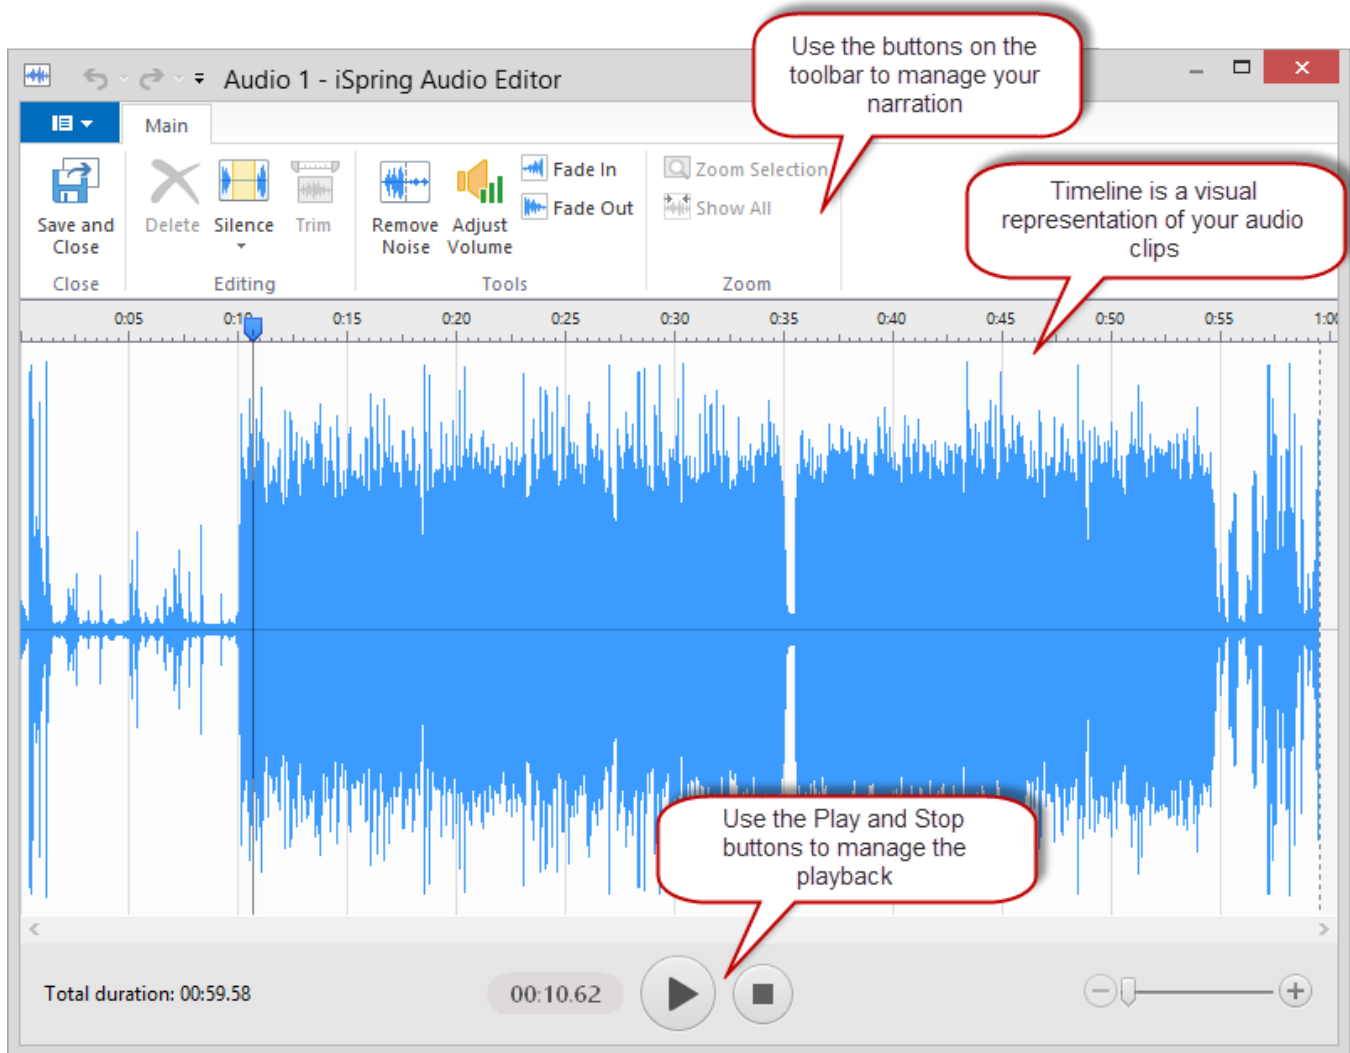 Use the buttons on the
toolbar to manage your
narration
Audio 1 - iSpring Audio Editor
Main
Save and
Close
Delete
Silence
Trim
Remove
Noise
Adjust
Volume
Fade In
Fade Out
Zoom Selection
Show All
Close
Editing
Tools
Zoom
Timeline is a visual
representation of your audio
clips
0:05 0:10 0:15 0:20 0:25 0:30 0:35 0:40 0:45 0:50 0:55 1:00
Use the Play and Stop
buttons to manage the
playback
Total duration: 00:59.58
00:10.62